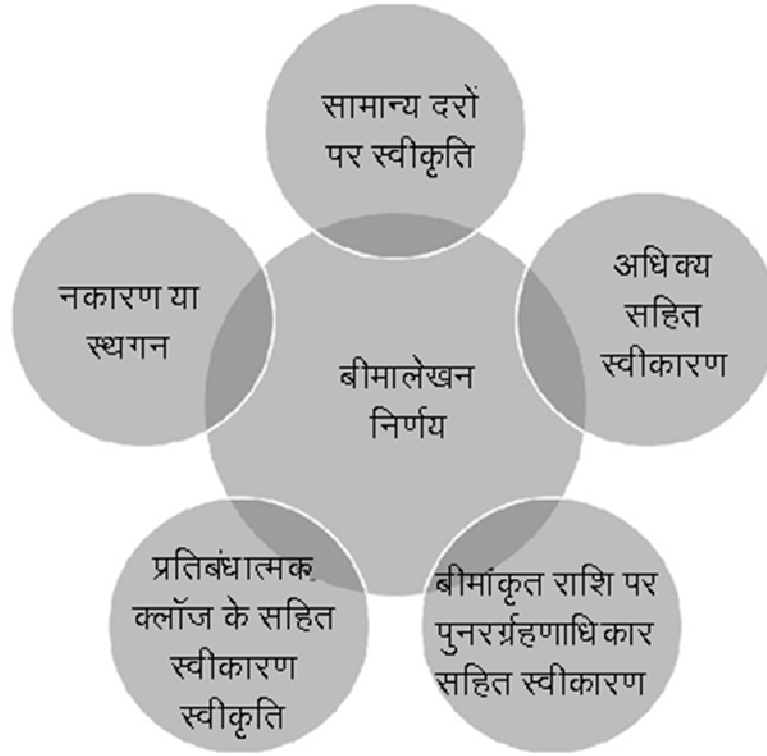 सामान्य दरों
पर स्वीकृति
अधिक्य
सहित
स्वीकारण
नकारण या
स्थगन
बीमालेखन
निर्णय
प्रतिबंधात्मक
क्लॉज के सहित
स्वीकारण
स्वीकृति
बीमांकृत राशि पर
पुनरर्ग्रहणाधिकार
सहित स्वीकारण